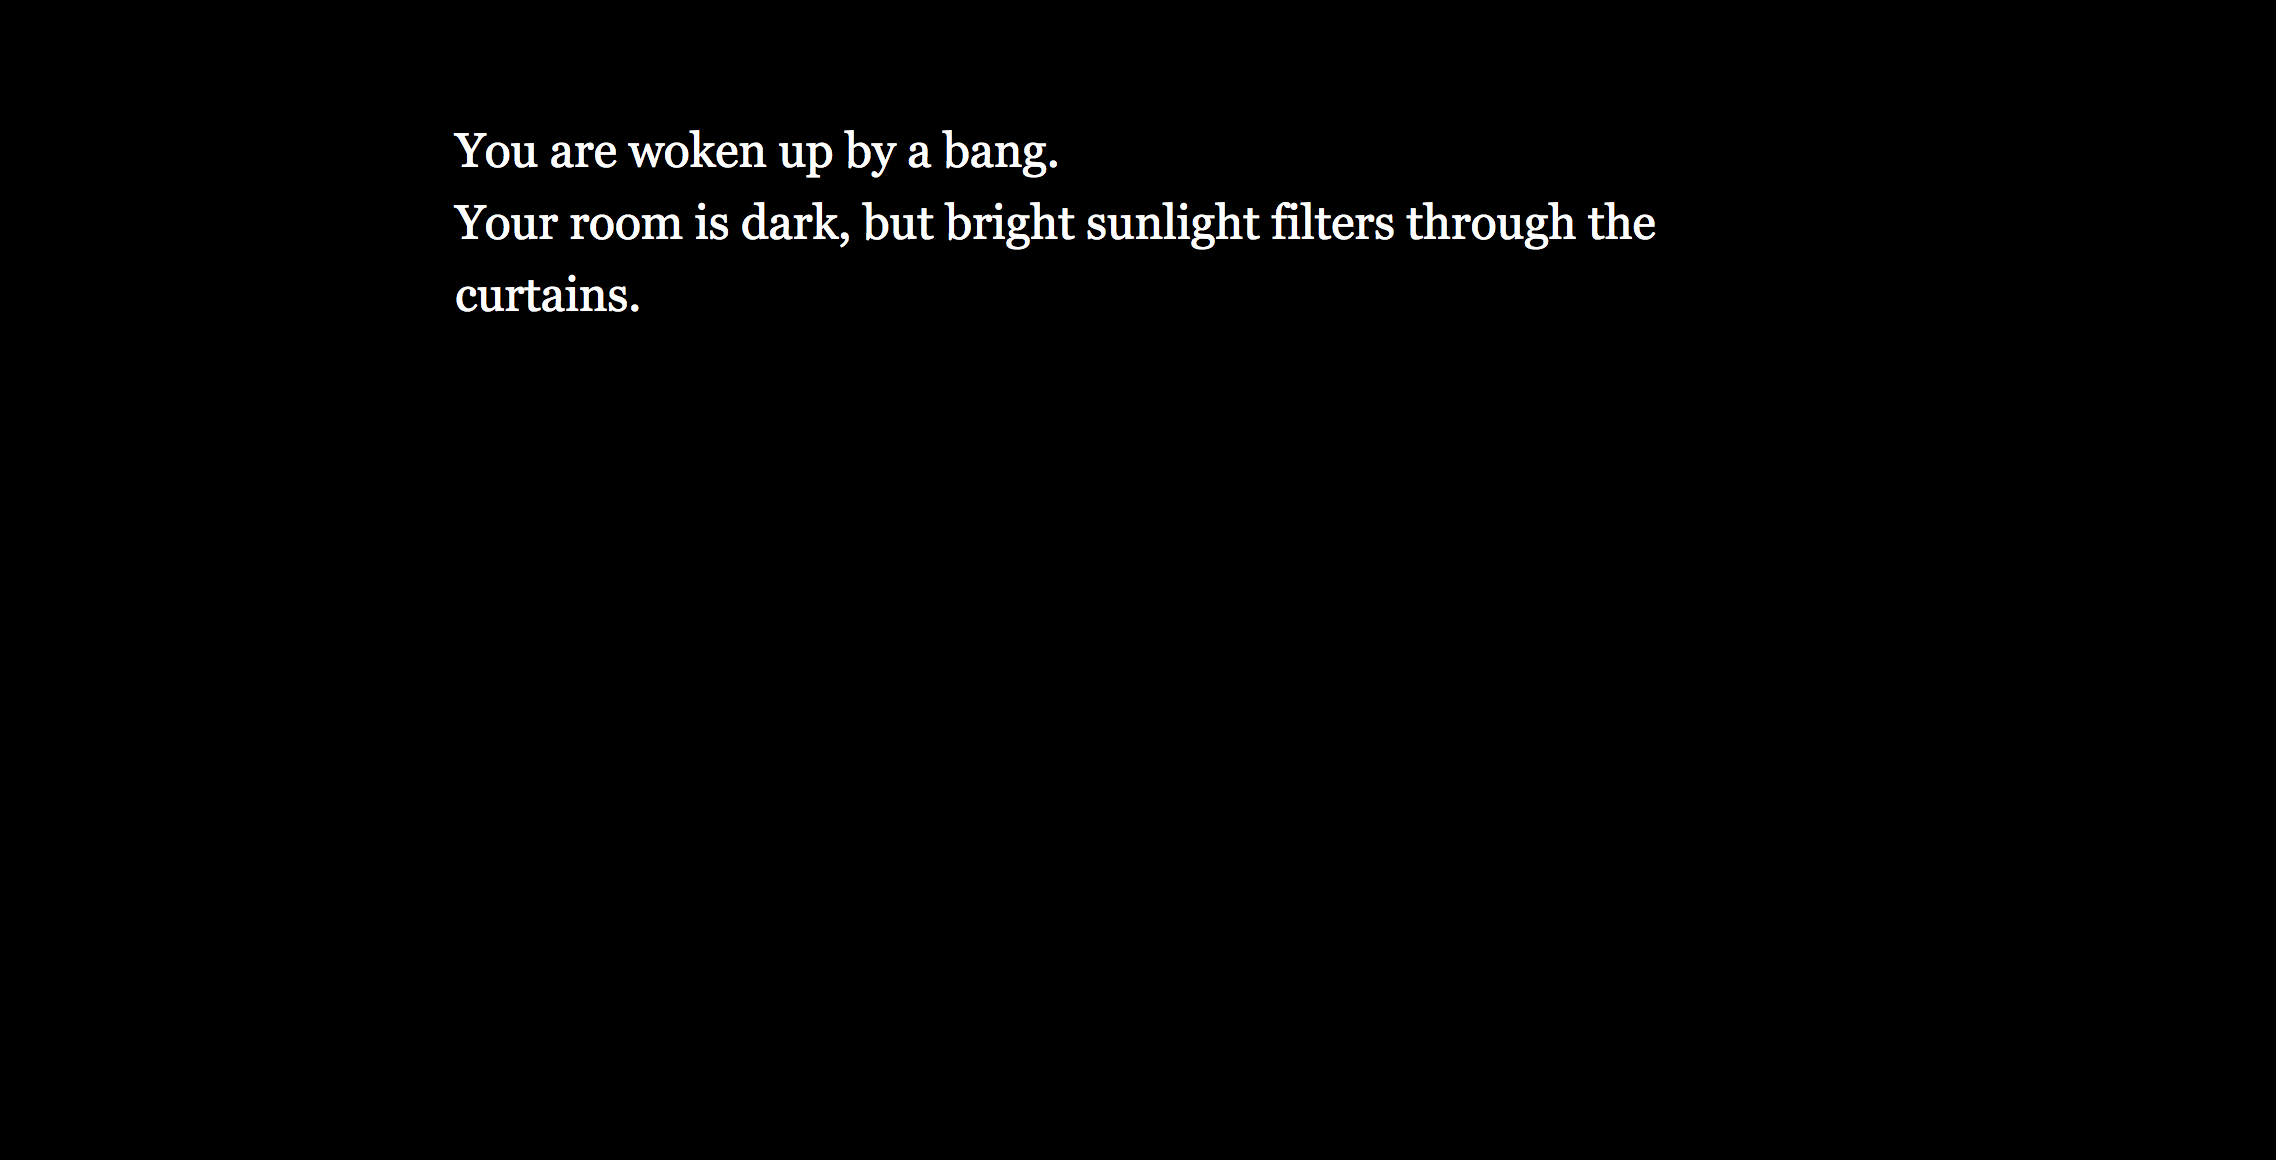 You are woken up by a bang.
Your room is dark, but bright sunlight filters through the
curtains.